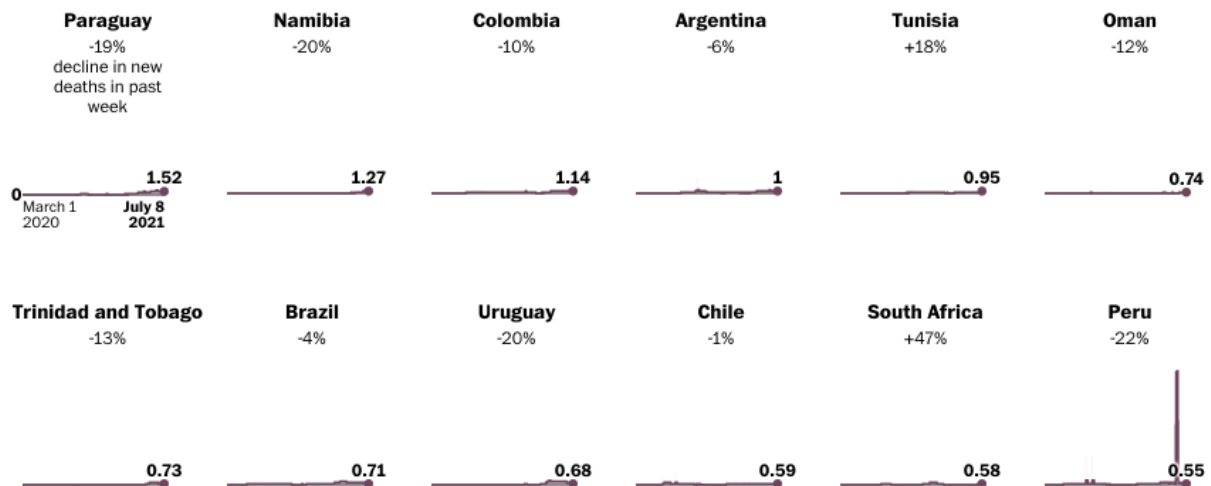 Paraguay
-19%
decline in new
deaths in past
week
Namibia
-20%
Colombia
-10%
Argentina
-6%
Tunisia
+18%
Oman
-12%
1.52
0
March 1
2020
July 8
2021
1.27
1.14
1
0.95
0.74
Trinidad and Tobago
-13%
Brazil
-4%
Uruguay
-20%
Chile
-1%
South Africa
+47%
Peru
-22%
0.73
0.71
0.68
0.59
0.58
0.55